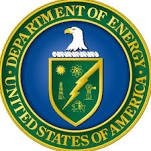 DEPARTMENT OF ENERGY
UNITED STATES OF AMERICA